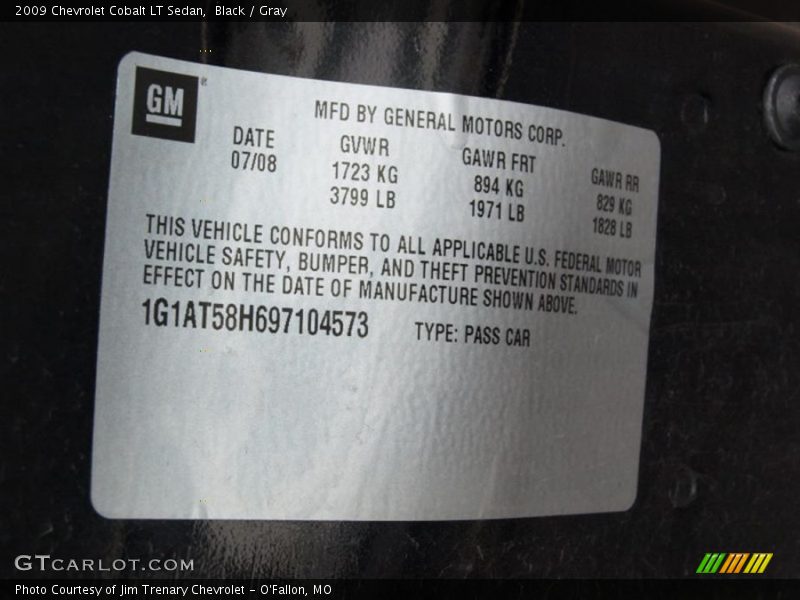 2009 Chevrolet Cobalt LT Sedan, Black / Gray
GM
MFD BY GENERAL MOTORS CORP.
DATE GVWR GAWR FRT GAWR RR
07/08 1723 KG 894 KG 829 KG
3799 LB 1971 LB 1828 LB
THIS VEHICLE CONFORMS TO ALL APPLICABLE U.S. FEDERAL MOTOR
VEHICLE SAFETY, BUMPER, AND THEFT PREVENTION STANDARDS IN
EFFECT ON THE DATE OF MANUFACTURE SHOWN ABOVE.
1G1AT58H697104573 TYPE: PASS CAR
GTCARLOT.COM
Photo Courtesy of Jim Trenary Chevrolet - O'Fallon, MO